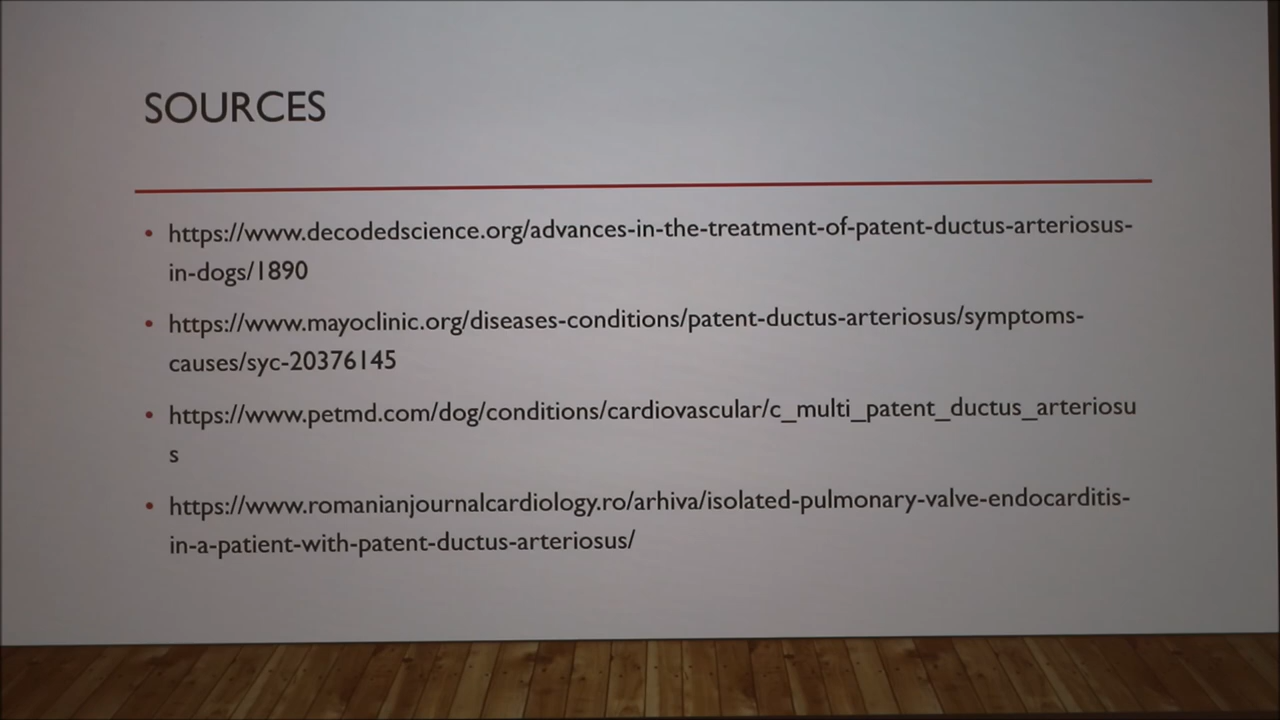 SOURCES
• https://www.decodedscience.org/advances-in-the-treatment-of-patent-ductus-arteriosus-
in-dogs/1890
• https://www.mayoclinic.org/diseases-conditions/patent-ductus-arteriosus/symptoms-
causes/syc-20376145
• https://www.petmd.com/dog/conditions/cardiovascular/c_multi_patent_ductus_arteriosu
s
• https://www.romanianjournalcardiology.ro/arhiva/isolated-pulmonary-valve-endocarditis-
in-a-patient-with-patent-ductus-arteriosus/